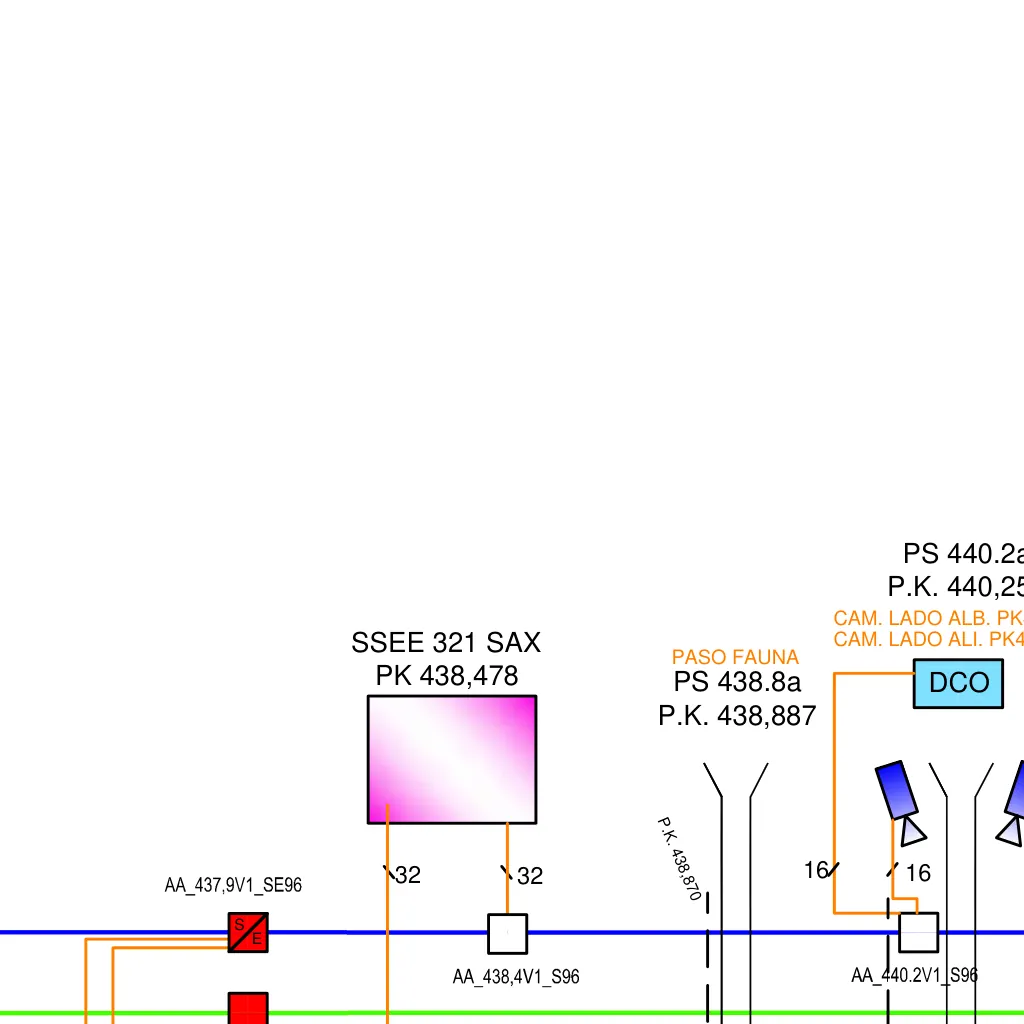 PS 440.2a
P.K. 440,25
CAM. LADO ALB. PK
CAM. LADO ALI. PK4
SSEE 321 SAX
PK 438,478
PASO FAUNA
PS 438.8a
P.K. 438,887
DCO
P.K. 438,870
32
32
16
16
AA_437,9V1_SE96
S
E
AA_438,4V1_S96
AA_440.2V1_S96